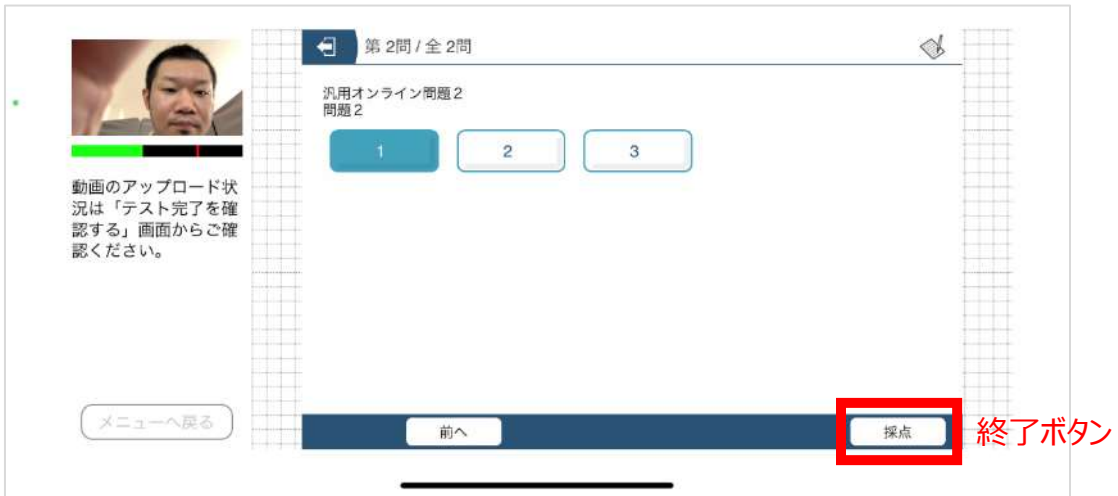 第 2問 / 全 2問
汎用オンライン問題２
問題２
1
2
3
動画のアップロード状
況は「テスト完了を確
認する」画面からご確
認ください。
メニューへ戻る
前へ
採点
終了ボタン